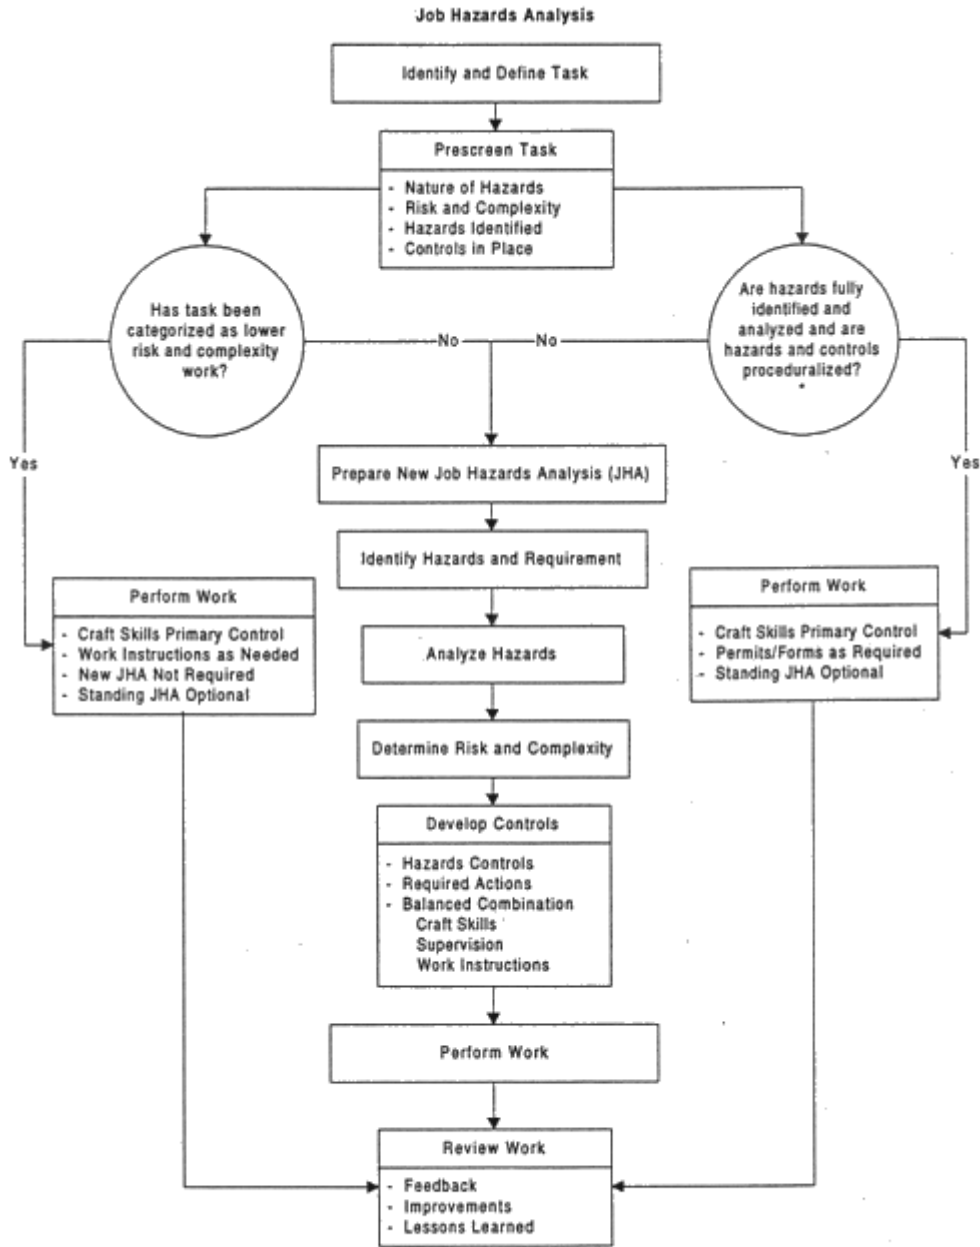 Job Hazards Analysis
Identify and Define Task
Prescreen Task
- Nature of Hazards
- Risk and Complexity
- Hazards Identified
- Controls in Place
Has task been
categorized as lower
risk and complexity
work?
Are hazards fully
identified and
analyzed and are
hazards and controls
proceduralized?
No
No
Yes
Yes
Prepare New Job Hazards Analysis (JHA)
Identify Hazards and Requirement
Perform Work
- Craft Skills Primary Control
- Work Instructions as Needed
- New JHA Not Required
- Standing JHA Optional
Perform Work
- Craft Skills Primary Control
- Permits/Forms as Required
- Standing JHA Optional
Analyze Hazards
Determine Risk and Complexity
Develop Controls
- Hazards Controls
- Required Actions
- Balanced Combination
Craft Skills
Supervision
Work Instructions
Perform Work
Review Work
- Feedback
- Improvements
- Lessons Learned